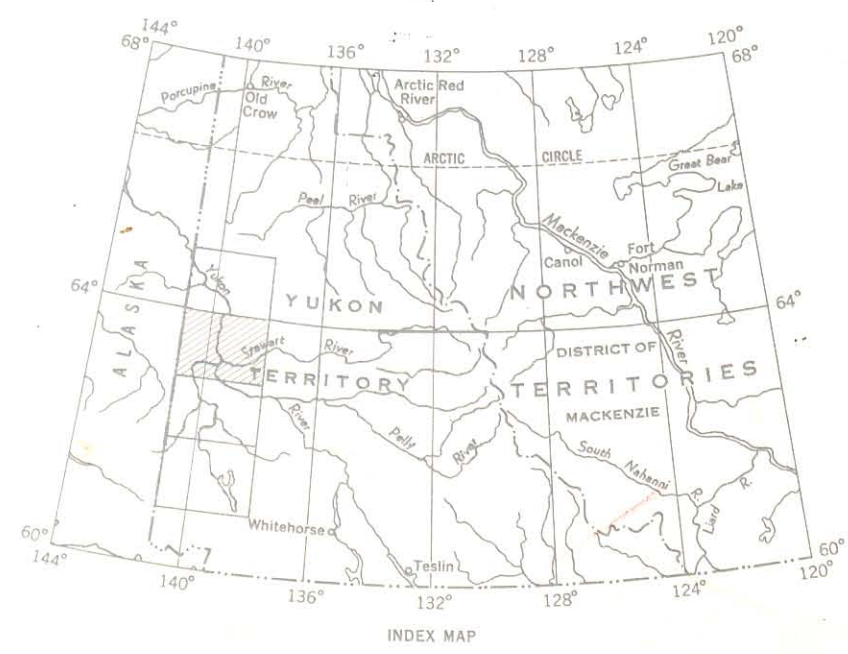 144°
140°
136°
132°
128°
124°
120°
68°
68°
Porcupine River
Old
Crow
Arctic Red
River
ARCTIC CIRCLE
Great Bear
Lake
Peel River
Mackenzie
Canol
Fort
Norman
River
Yukon
ALASKA
64°
64°
YUKON
NORTHWEST
Stewart River
DISTRICT OF
TERRITORY
TERRITORIES
MACKENZIE
River
Pelly River
South Nahanni R.
Liard R.
Whitehorse
Teslin
60°
144°
60°
120°
140°
136°
132°
128°
124°
INDEX MAP